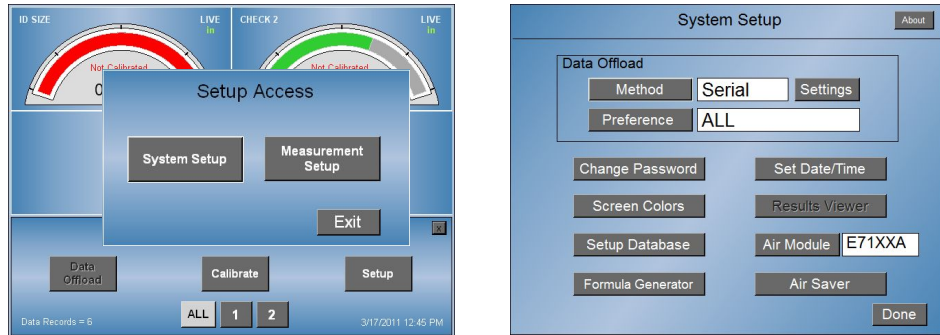 ID SIZE
LIVE
in
CHECK 2
LIVE
in
Not Calibrated
Not Calibrated
0
Setup Access
System Setup
Measurement
Setup
Exit
x
Data
Offload
Calibrate
Setup
ALL
1
2
Data Records = 6
3/17/2011 12:45 PM
System Setup
About
Data Offload
Method
Serial
Settings
Preference
ALL
Change Password
Set Date/Time
Screen Colors
Results Viewer
Setup Database
Air Module
E71XXA
Formula Generator
Air Saver
Done